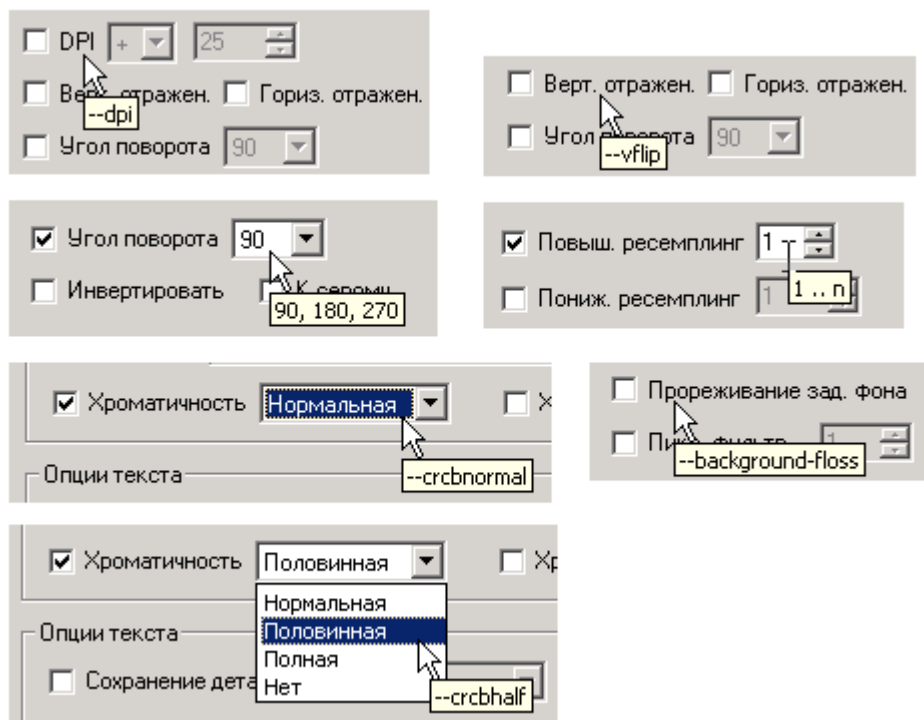 DPI + 25
Верт. отражен. Гориз. отражен.
--dpi
Угол поворота 90
Верт. отражен. Гориз. отражен.
Угол поворота 90
--vflip
Угол поворота 90
Инвертировать К серому
90, 180, 270
Повыш. ресемплинг 1
Пониж. ресемплинг 1
1 .. n
Хроматичность Нормальная
--crcbnormal
Опции текста
Прореживание зад. фона
1
--background-floss
Хроматичность Половинная
Нормальная
Опции текста Половинная
Полная
Сохранение дета
Нет
--crcbhalf